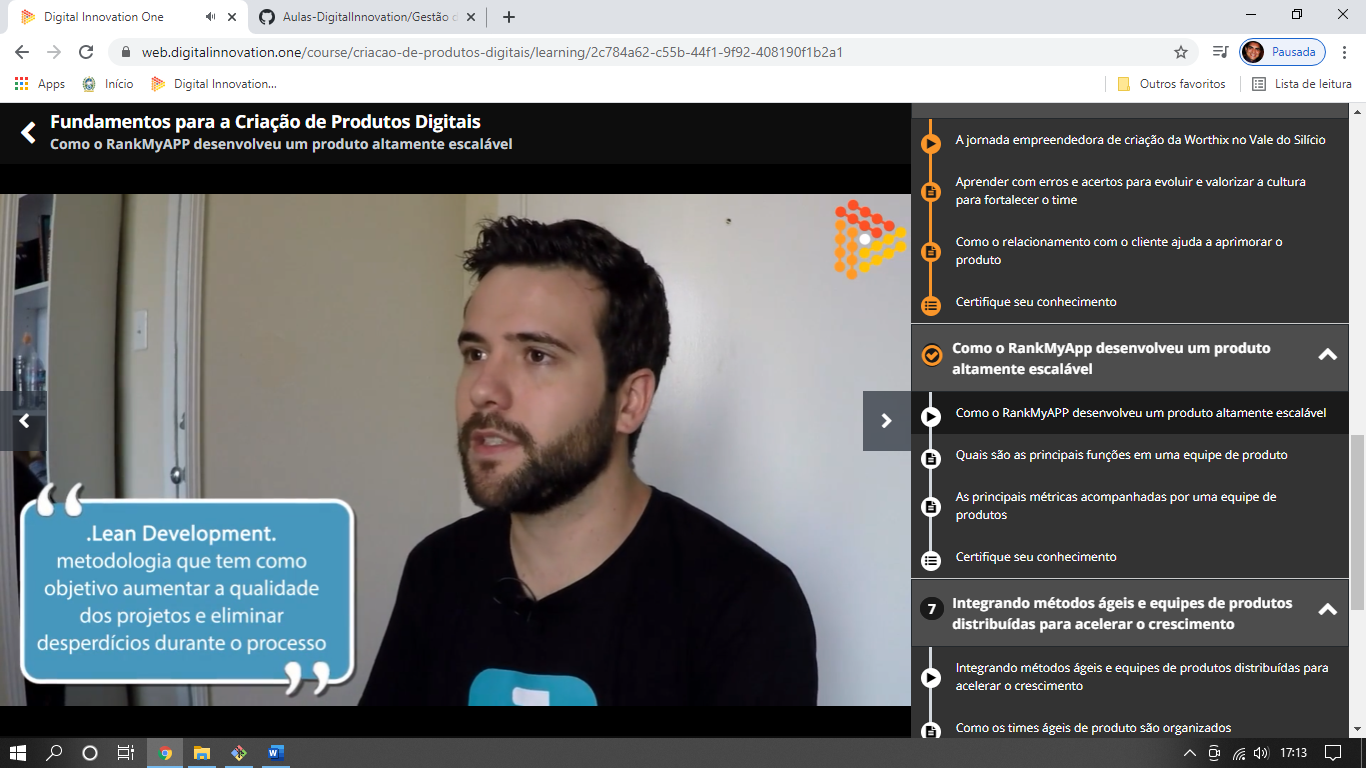 Digital Innovation One
Aulas-DigitalInnovation/Gestão d
web.digitalinnovation.one/course/criacao-de-produtos-digitais/learning/2c784a62-c55b-44f1-9f92-408190f1b2a1
Pausada
Apps
Início
Digital Innovation...
Outros favoritos
Lista de leitura
Fundamentos para a Criação de Produtos Digitais
Como o RankMyAPP desenvolveu um produto altamente escalável
.Lean Development.
metodologia que tem como
objetivo aumentar a qualidade
dos projetos e eliminar
desperdícios durante o processo
A jornada empreendedora de criação da Worthix no Vale do Silício
Aprender com erros e acertos para evoluir e valorizar a cultura
para fortalecer o time
Como o relacionamento com o cliente ajuda a aprimorar o
produto
Certifique seu conhecimento
Como o RankMyApp desenvolveu um produto
altamente escalável
Como o RankMyAPP desenvolveu um produto altamente escalável
Quais são as principais funções em uma equipe de produto
As principais métricas acompanhadas por uma equipe de
produtos
Certifique seu conhecimento
7
Integrando métodos ágeis e equipes de produtos
distribuídas para acelerar o crescimento
Integrando métodos ágeis e equipes de produtos distribuídas para
acelerar o crescimento
Como os times ágeis de produto são organizados
17:13